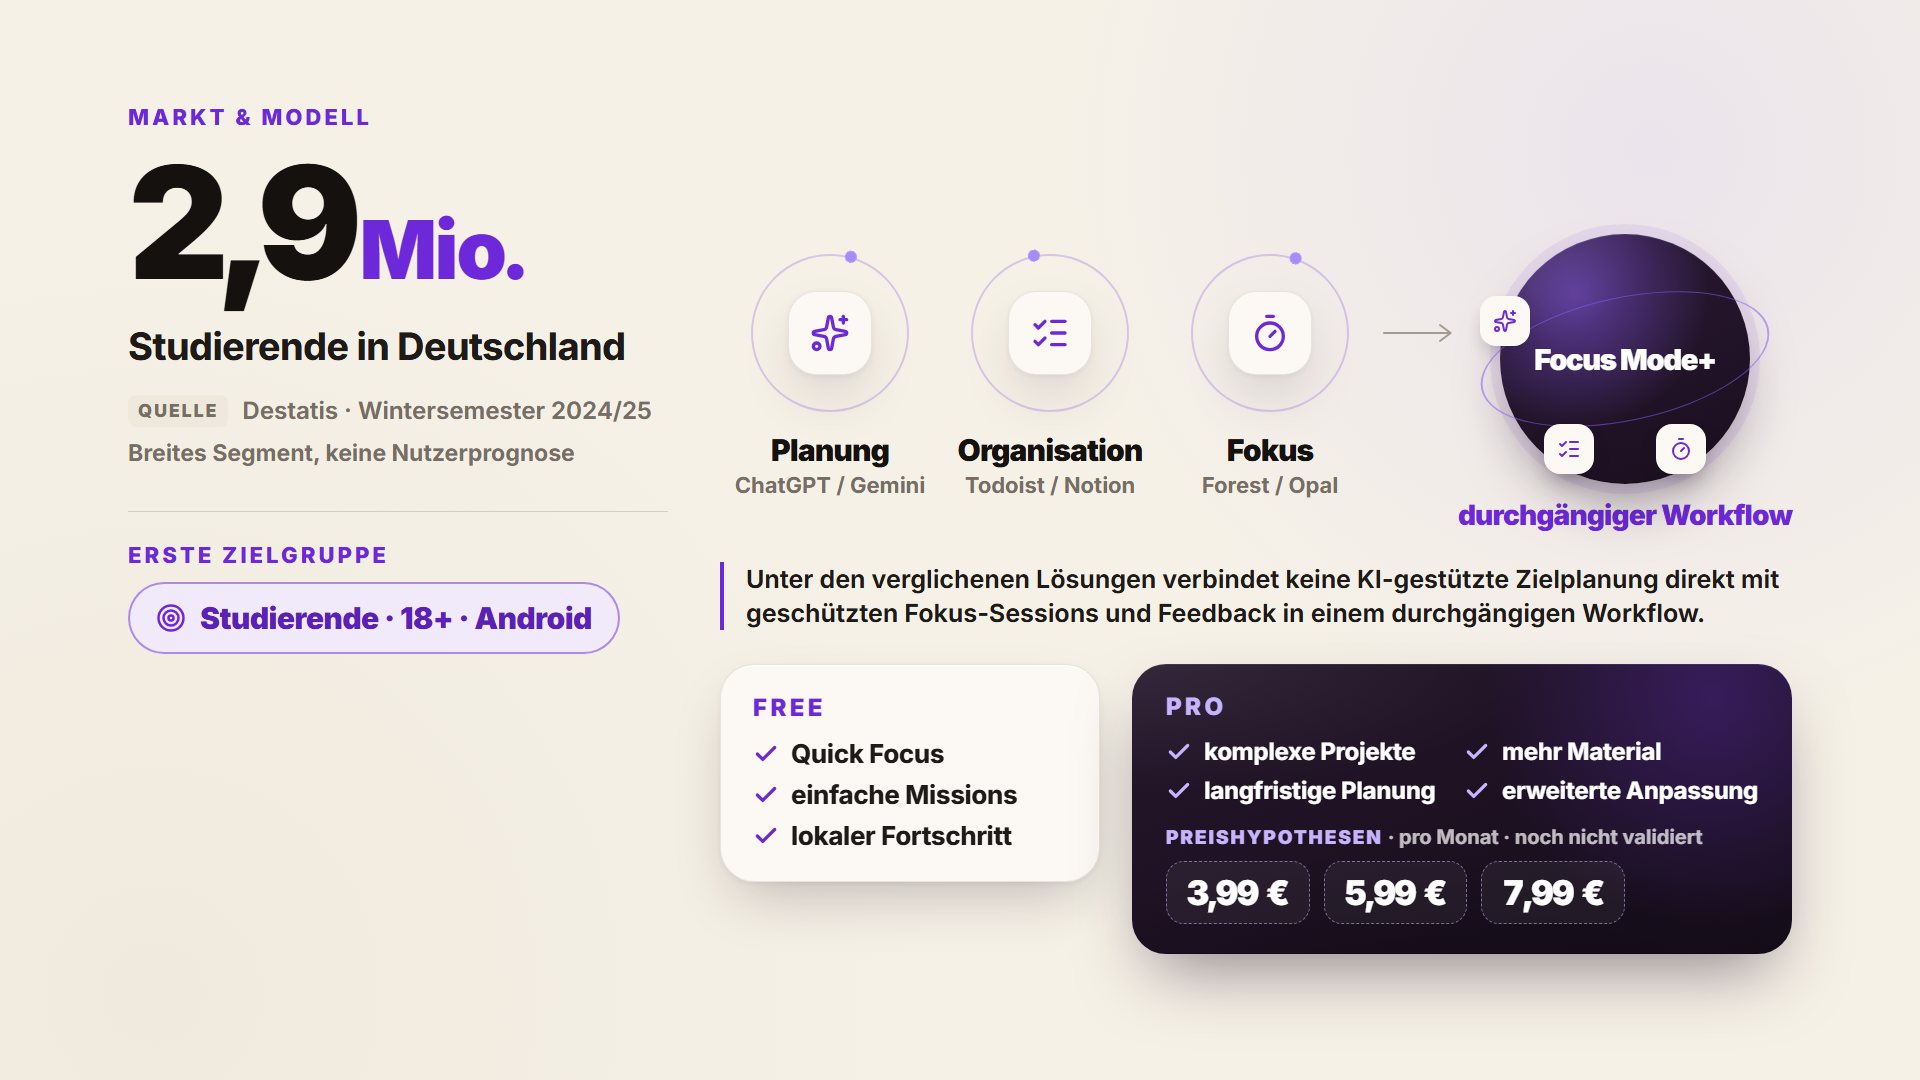 MARKT & MODELL
2,9 Mio.
Studierende in Deutschland
QUELLE Destatis · Wintersemester 2024/25
Breites Segment, keine Nutzerprognose
ERSTE ZIELGRUPPE
Studierende · 18+ · Android
Planung
ChatGPT / Gemini
Organisation
Todoist / Notion
Fokus
Forest / Opal
Focus Mode+
durchgängiger Workflow
Unter den verglichenen Lösungen verbindet keine KI-gestützte Zielplanung direkt mit
geschützten Fokus-Sessions und Feedback in einem durchgängigen Workflow.
FREE
Quick Focus
einfache Missions
lokaler Fortschritt
PRO
komplexe Projekte
mehr Material
langfristige Planung
erweiterte Anpassung
PREISHYPOTHESEN · pro Monat · noch nicht validiert
3,99 € 5,99 € 7,99 €